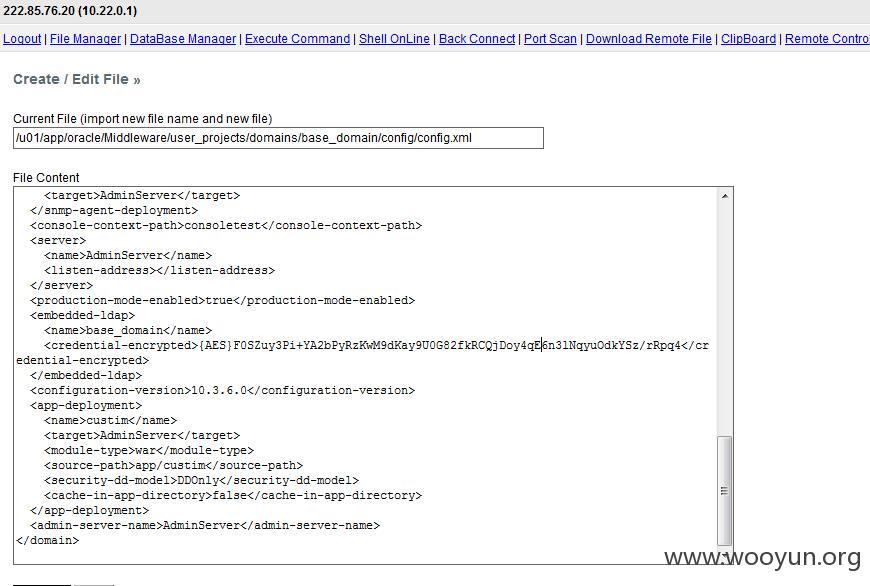 222.85.76.20 (10.22.0.1)
Logout | File Manager | DataBase Manager | Execute Command | Shell OnLine | Back Connect | Port Scan | Download Remote File | ClipBoard | Remote Contro
Create / Edit File »
Current File (import new file name and new file)
/u01/app/oracle/Middleware/user_projects/domains/base_domain/config/config.xml
File Content
<target>AdminServer</target>
</snmp-agent-deployment>
<console-context-path>consoletest</console-context-path>
<server>
<name>AdminServer</name>
<listen-address></listen-address>
</server>
<production-mode-enabled>true</production-mode-enabled>
<embedded-ldap>
<name>base_domain</name>
<credential-encrypted>{AES}F0SZuy3Pi+YA2bPyRzKwM9dKay9U0G82fkRCQjDoy4qE6n3lNqyuOdkYSz/rRpq4</cr
edential-encrypted>
</embedded-ldap>
<configuration-version>10.3.6.0</configuration-version>
<app-deployment>
<name>custim</name>
<target>AdminServer</target>
<module-type>war</module-type>
<source-path>app/custim</source-path>
<security-dd-model>DDOnly</security-dd-model>
<cache-in-app-directory>false</cache-in-app-directory>
</app-deployment>
<admin-server-name>AdminServer</admin-server-name>
</domain>
www.wooyun.org